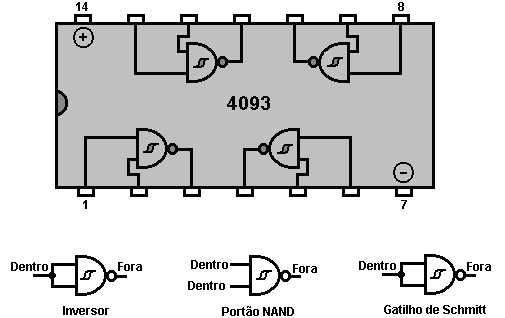 14 8
+
4093
−
1 7
Dentro Fora
Inversor
Dentro
Dentro
Fora
Portão NAND
Dentro Fora
Gatilho de Schmitt